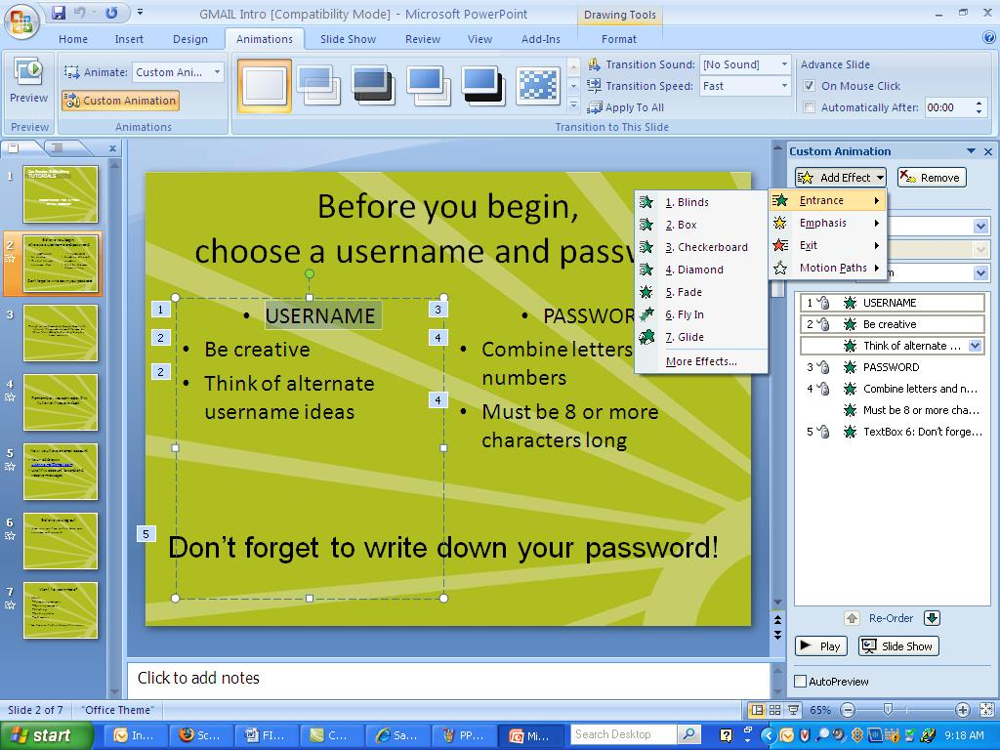 GMAIL Intro [Compatibility Mode] - Microsoft PowerPoint
Drawing Tools
Home Insert Design Animations Slide Show Review View Add-Ins Format
Preview
Preview
Animate: Custom Ani...
Custom Animation
Animations
Transition Sound: [No Sound]
Transition Speed: Fast
Apply To All
Transition to This Slide
Advance Slide
On Mouse Click
Automatically After: 00:00
1
TUTORIALS
2
3
4
5
6
7
Before you begin,
choose a username and passw
1
• USERNAME
2
• Be creative
2
• Think of alternate
username ideas
3
• PASSWOR
4
• Combine letters
numbers
4
• Must be 8 or more
characters long
5
Don't forget to write down your password!
Click to add notes
Custom Animation
Add Effect
Remove
Entrance
Emphasis
Exit
Motion Paths
1. Blinds
2. Box
3. Checkerboard
4. Diamond
5. Fade
6. Fly In
7. Glide
More Effects...
m
1 USERNAME
2 Be creative
Think of alternate ...
3 PASSWORD
4 Combine letters and n...
Must be 8 or more cha...
5 TextBox 6: Don't forge...
Re-Order
Play
Slide Show
AutoPreview
Slide 2 of 7
"Office Theme"
65%
start
In...
Sc...
FI...
C...
Sa...
PP...
Mi...
Search Desktop
9:18 AM